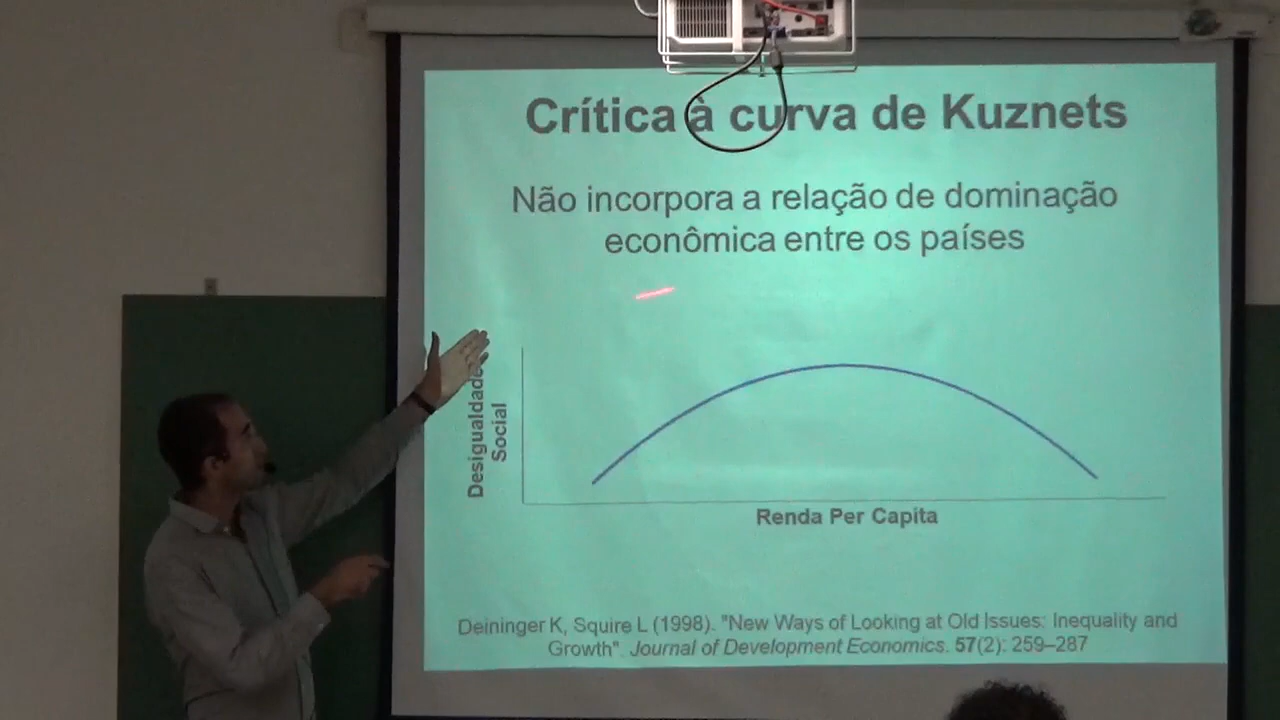 Crítica à curva de Kuznets
Não incorpora a relação de dominação
econômica entre os países
Desigualdade
Social
Renda Per Capita
Deininger K, Squire L (1998). "New Ways of Looking at Old Issues: Inequality and
Growth". Journal of Development Economics. 57(2): 259–287